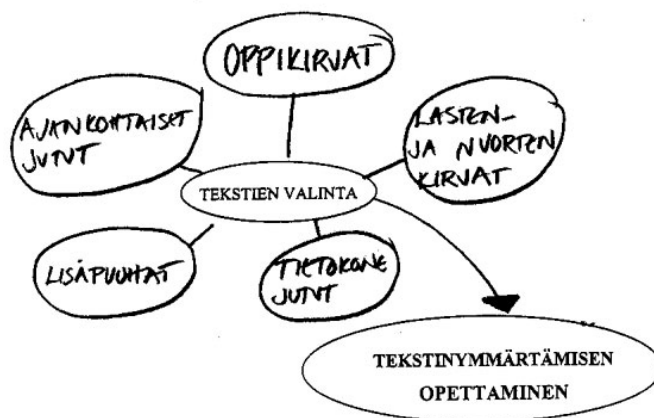 OPPIKIRJAT
AJANKOHTAISET
JUTUT
LASTEN-
JA NUORTEN
KIRJAT
TEKSTIEN VALINTA
LISÄPUUHAT
TIETOKONE
JUTUT
TEKSTINYMMÄRTÄMISEN
OPETTAMINEN